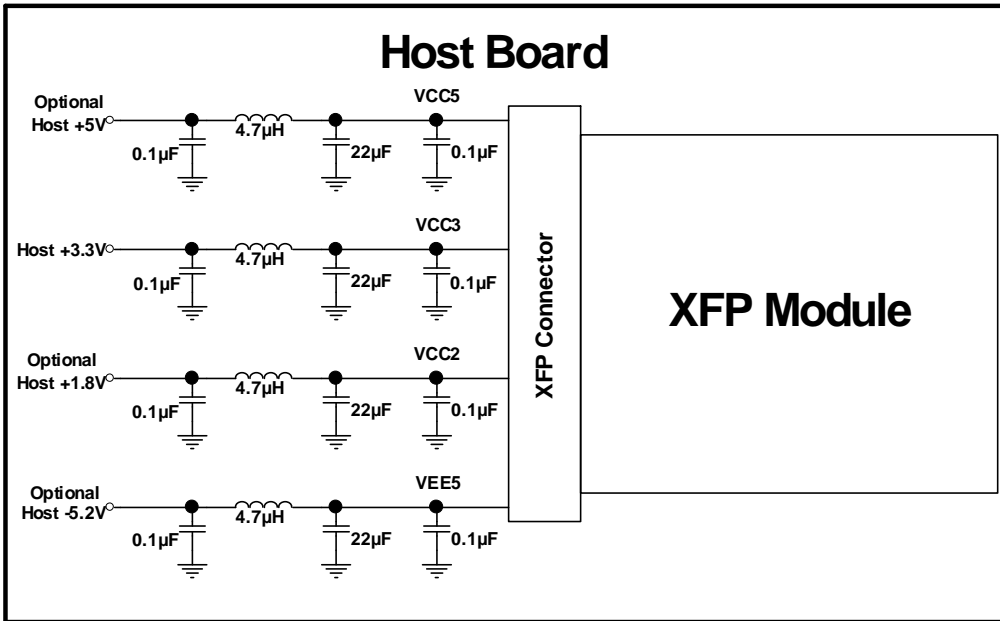 Host Board
Optional
Host +5V
4.7µH
VCC5
0.1µF
22µF
0.1µF
Host +3.3V
4.7µH
VCC3
0.1µF
22µF
0.1µF
Optional
Host +1.8V
4.7µH
VCC2
0.1µF
22µF
0.1µF
Optional
Host -5.2V
4.7µH
VEE5
0.1µF
22µF
0.1µF
XFP Connector
XFP Module